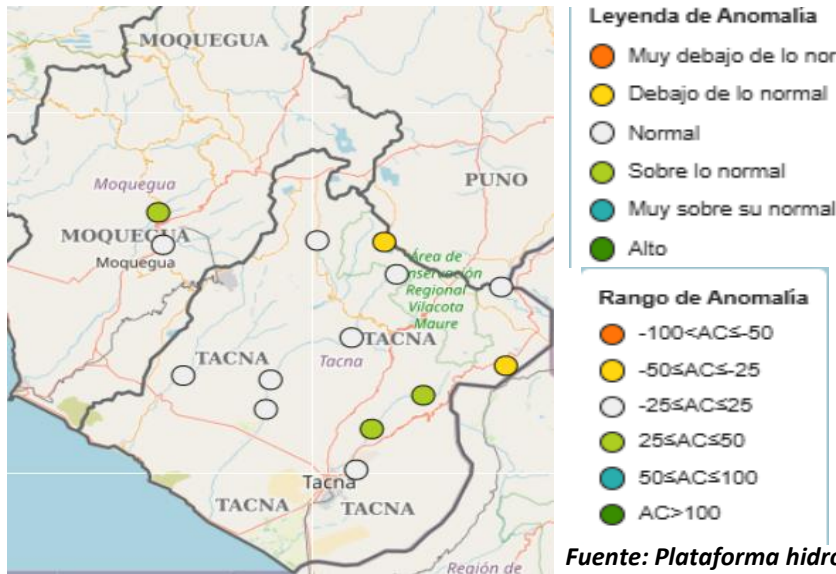 MOQUEGUA
Moquegua
PUNO
MOQUEGUA
Moquegua
Área de
nservación
Regional
Vilacota
Maure
TACNA
TACNA
Tacna
Tacna
TACNA
TACNA
Región de
Leyenda de Anomalía
Muy debajo de lo nor
Debajo de lo normal
Normal
Sobre lo normal
Muy sobre su normal
Alto
Rango de Anomalía
-100<AC≤-50
-50≤AC≤-25
-25≤AC≤25
25≤AC≤50
50≤AC≤100
AC>100
Fuente: Plataforma hidro